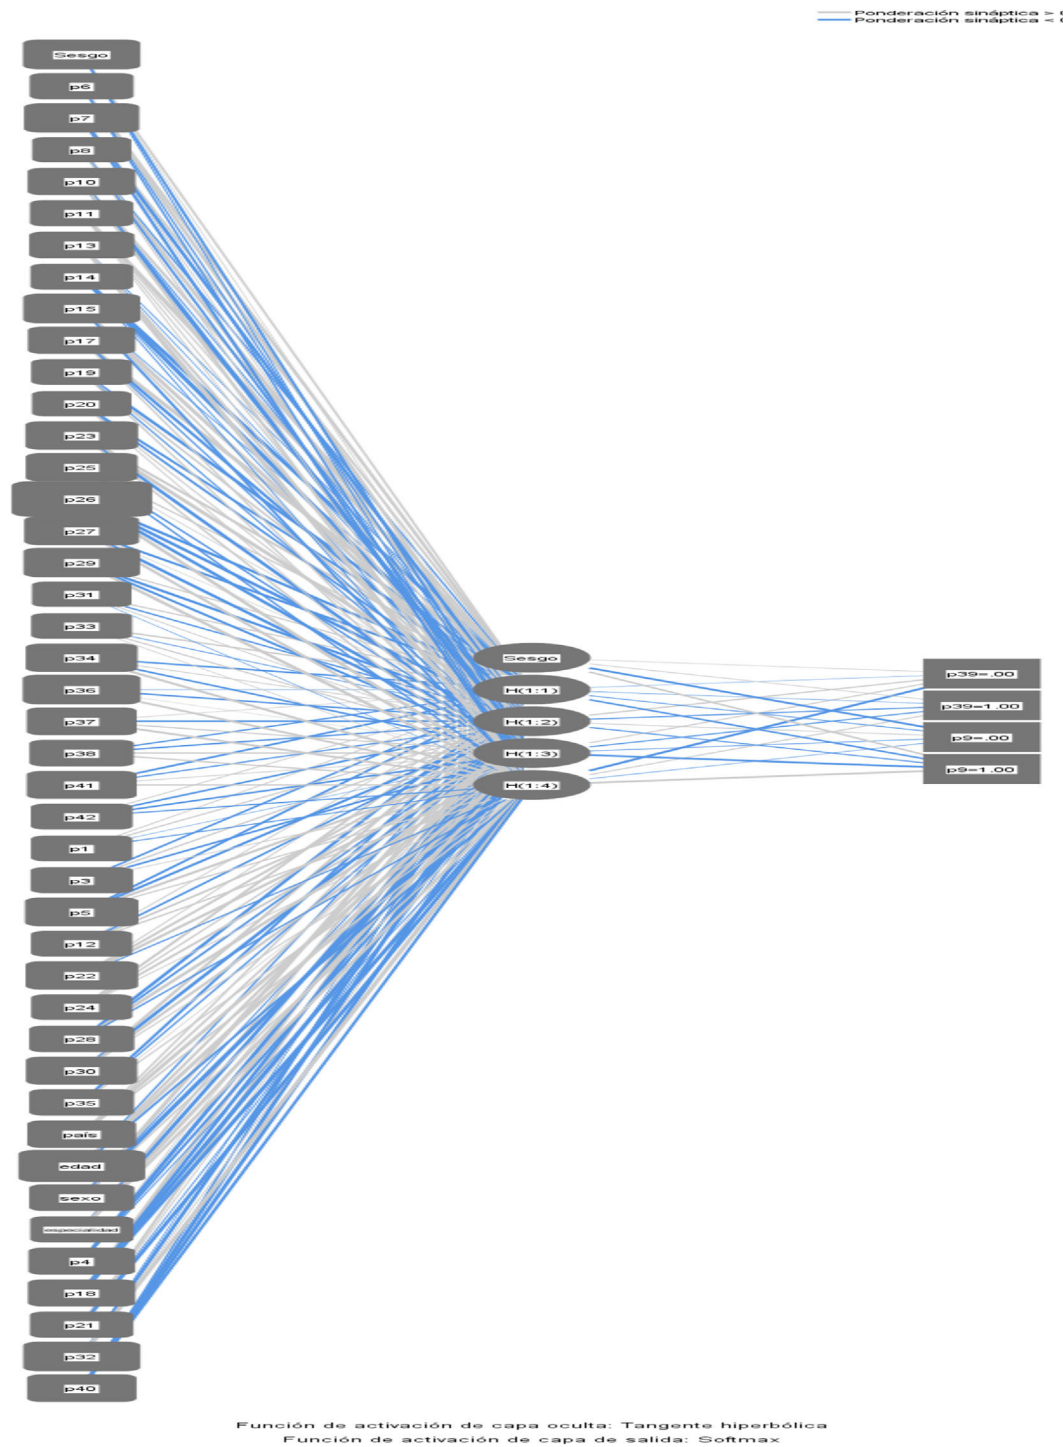 Ponderación sináptica >
Ponderación sináptica <
Sesgo
p6
p7
p8
p10
p11
p13
p14
p15
p17
p19
p20
p23
p25
p26
p27
p29
p31
p33
p34
p36
p37
p38
p41
p42
p1
p3
p5
p12
p22
p24
p28
p30
p35
país
edad
sexo
especialidad
p4
p18
p21
p32
p40
Sesgo
H(1:1)
H(1:2)
H(1:3)
H(1:4)
p39=.00
p39=1.00
p9=.00
p9=1.00
Función de activación de capa oculta: Tangente hiperbólica
Función de activación de capa de salida: Softmax